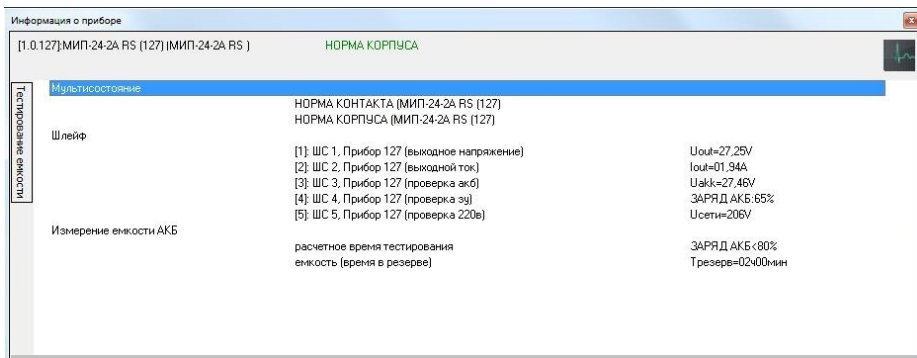 Информация о приборе
[1.0.127]:МИП-24-2А RS (127) (МИП-24-2А RS ) НОРМА КОРПУСА
Тестирование емкости
Мультисостояние
НОРМА КОНТАКТА (МИП-24-2А RS (127)
НОРМА КОРПУСА (МИП-24-2А RS (127)
Шлейф
[1]: ШС 1, Прибор 127 (выходное напряжение) Uout=27,25V
[2]: ШС 2, Прибор 127 (выходной ток) Iout=01,94A
[3]: ШС 3, Прибор 127 (проверка акб) Uakk=27,46V
[4]: ШС 4, Прибор 127 (проверка зу) ЗАРЯД АКБ:65%
[5]: ШС 5, Прибор 127 (проверка 220в) Uсети=206V
Измерение емкости АКБ
расчетное время тестирования ЗАРЯД АКБ<80%
емкость (время в резерве) Трезерв=02ч00мин